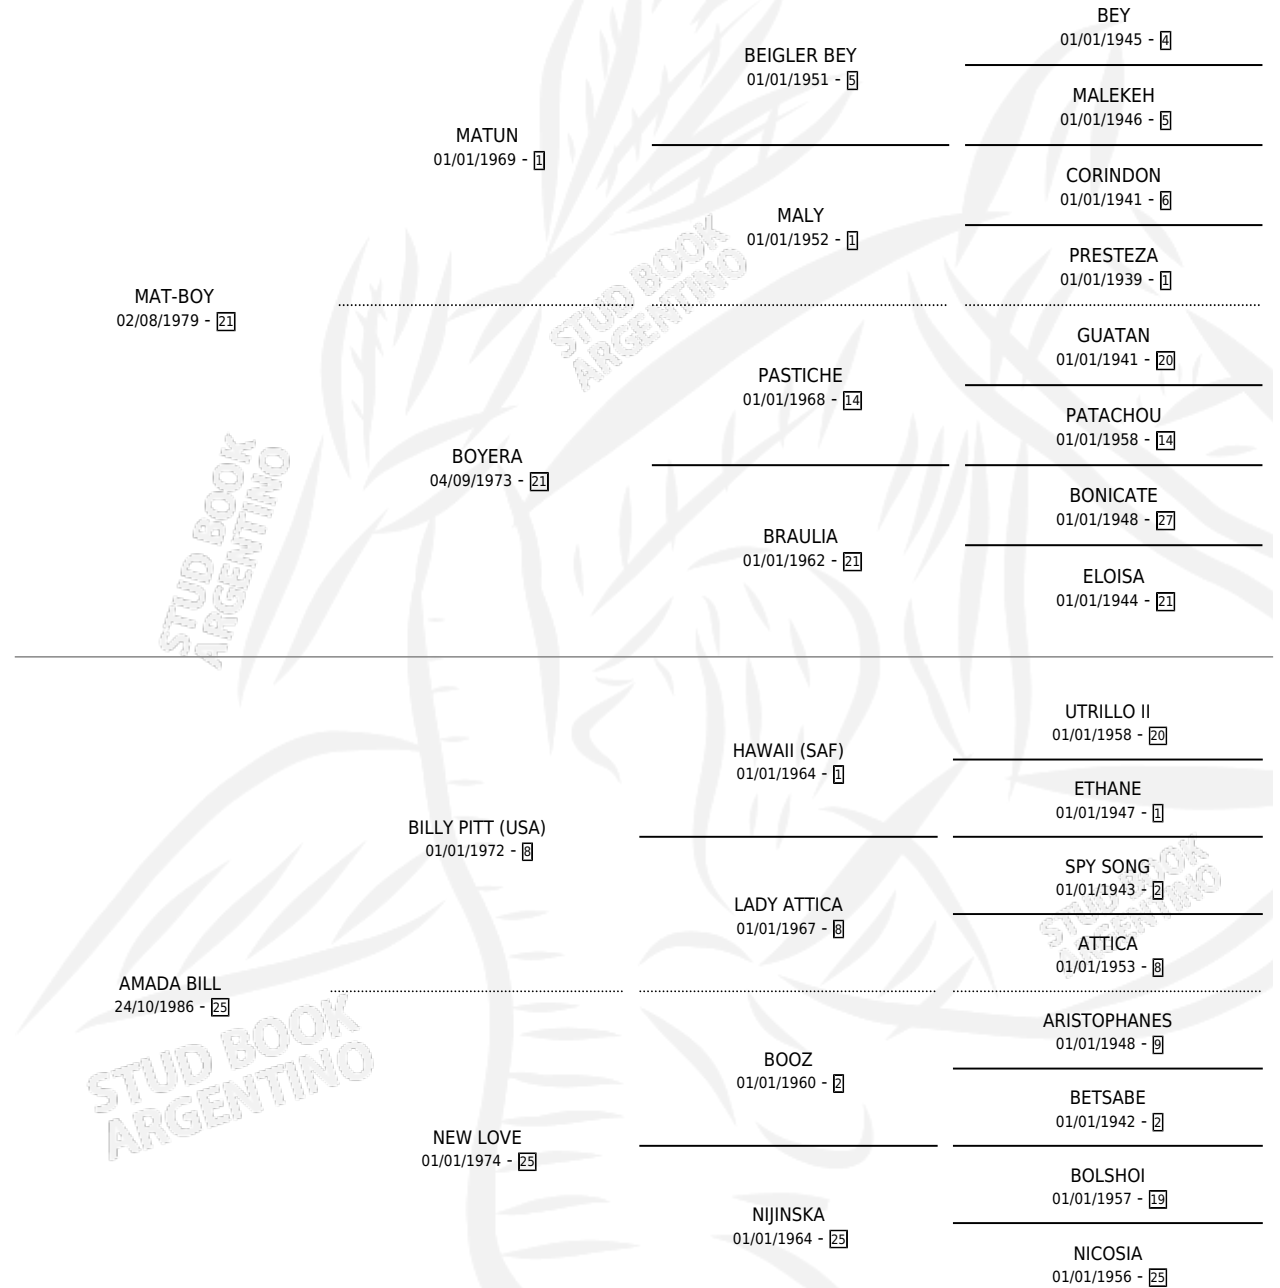 BEY
01/01/1945 - 4
BEIGLER BEY
01/01/1951 - 5
MALEKEH
01/01/1946 - 5
MATUN
01/01/1969 - 1
CORINDON
01/01/1941 - 6
MALY
01/01/1952 - 1
PRESTEZA
01/01/1939 - 1
MAT-BOY
02/08/1979 - 21
STUD BOOK
ARGENTINO
GUATAN
01/01/1941 - 20
PASTICHE
01/01/1968 - 14
PATACHOU
01/01/1958 - 14
BOYERA
04/09/1973 - 21
BONICATE
01/01/1948 - 27
BRAULIA
01/01/1962 - 21
ELOISA
01/01/1944 - 21
STUD BOOK
ARGENTINO
UTRILLO II
01/01/1958 - 20
HAWAII (SAF)
01/01/1964 - 1
ETHANE
01/01/1947 - 1
BILLY PITT (USA)
01/01/1972 - 8
SPY SONG
01/01/1943 - 2
LADY ATTICA
01/01/1967 - 8
STUD BOOK
ARGENTINO
ATTICA
01/01/1953 - 8
AMADA BILL
24/10/1986 - 25
ARISTOPHANES
01/01/1948 - 9
BOOZ
01/01/1960 - 2
STUD BOOK
ARGENTINO
BETSABE
01/01/1942 - 2
NEW LOVE
01/01/1974 - 25
BOLSHOI
01/01/1957 - 19
NIJINSKA
01/01/1964 - 25
NICOSIA
01/01/1956 - 25